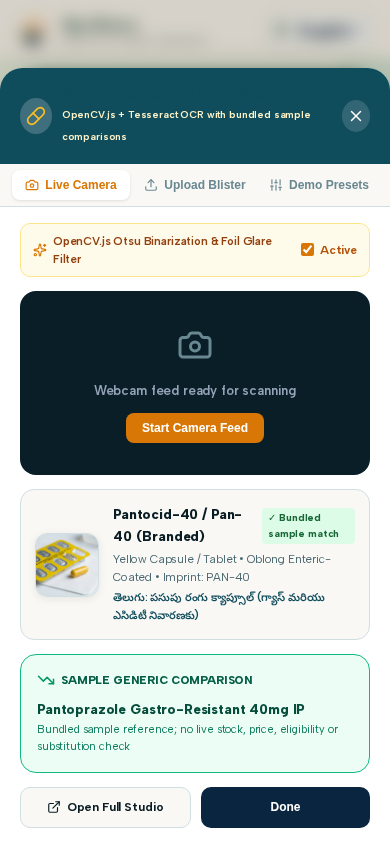 OpenCV.js + Tesseract OCR with bundled sample
comparisons
Live Camera
Upload Blister
Demo Presets
OpenCV.js Otsu Binarization & Foil Glare
Filter
Active
Webcam feed ready for scanning
Start Camera Feed
Pantocid-40 / Pan-
40 (Branded)
✓ Bundled
sample match
Yellow Capsule / Tablet • Oblong Enteric-
Coated • Imprint: PAN-40
తెలుగు: పసుపు రంగు క్యాప్సూల్ (గ్యాస్ మరియు
ఎసిడిటీ నివారణకు)
SAMPLE GENERIC COMPARISON
Pantoprazole Gastro-Resistant 40mg IP
Bundled sample reference; no live stock, price, eligibility or
substitution check
Open Full Studio
Done